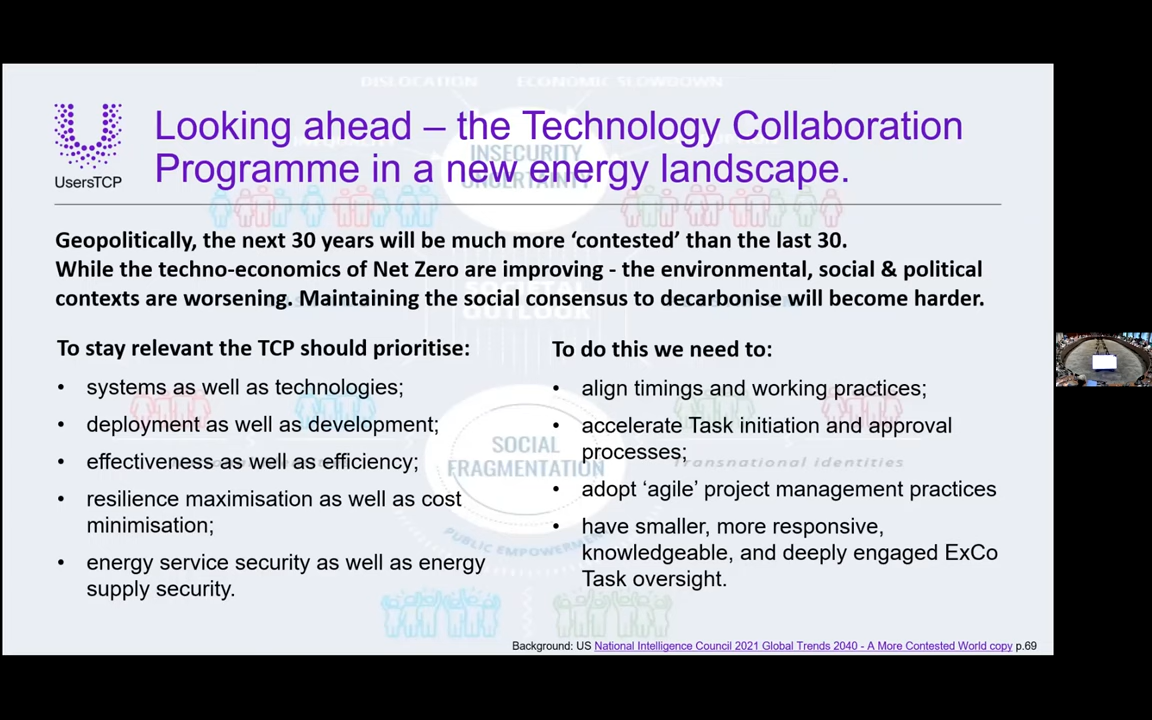 DISLOCATION ECONOMIC SLOWDOWN
UsersTCP
Looking ahead – the Technology Collaboration
Programme in a new energy landscape.
INSECURITY
UNCERTAINTY
Geopolitically, the next 30 years will be much more ‘contested’ than the last 30.
While the techno-economics of Net Zero are improving - the environmental, social & political
contexts are worsening. Maintaining the social consensus to decarbonise will become harder.
SOCIETAL
OUTLOOK
To stay relevant the TCP should prioritise:
• systems as well as technologies;
• deployment as well as development;
• effectiveness as well as efficiency;
• resilience maximisation as well as cost
minimisation;
• energy service security as well as energy
supply security.
SOCIAL
FRAGMENTATION
PUBLIC EMPOWERMENT
To do this we need to:
• align timings and working practices;
• accelerate Task initiation and approval
processes;
Transnational identities
• adopt ‘agile’ project management practices
• have smaller, more responsive,
knowledgeable, and deeply engaged ExCo
Task oversight.
Background: US National Intelligence Council 2021 Global Trends 2040 - A More Contested World copy p.69